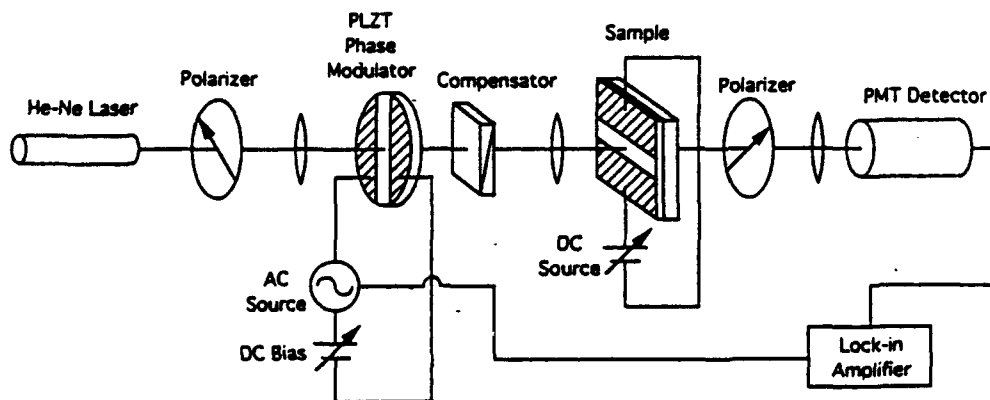 PLZT
Phase
Modulator
Sample
Polarizer
Compensator
Polarizer
He-Ne Laser
PMT Detector
DC
Source
AC
Source
DC Bias
Lock-in
Amplifier